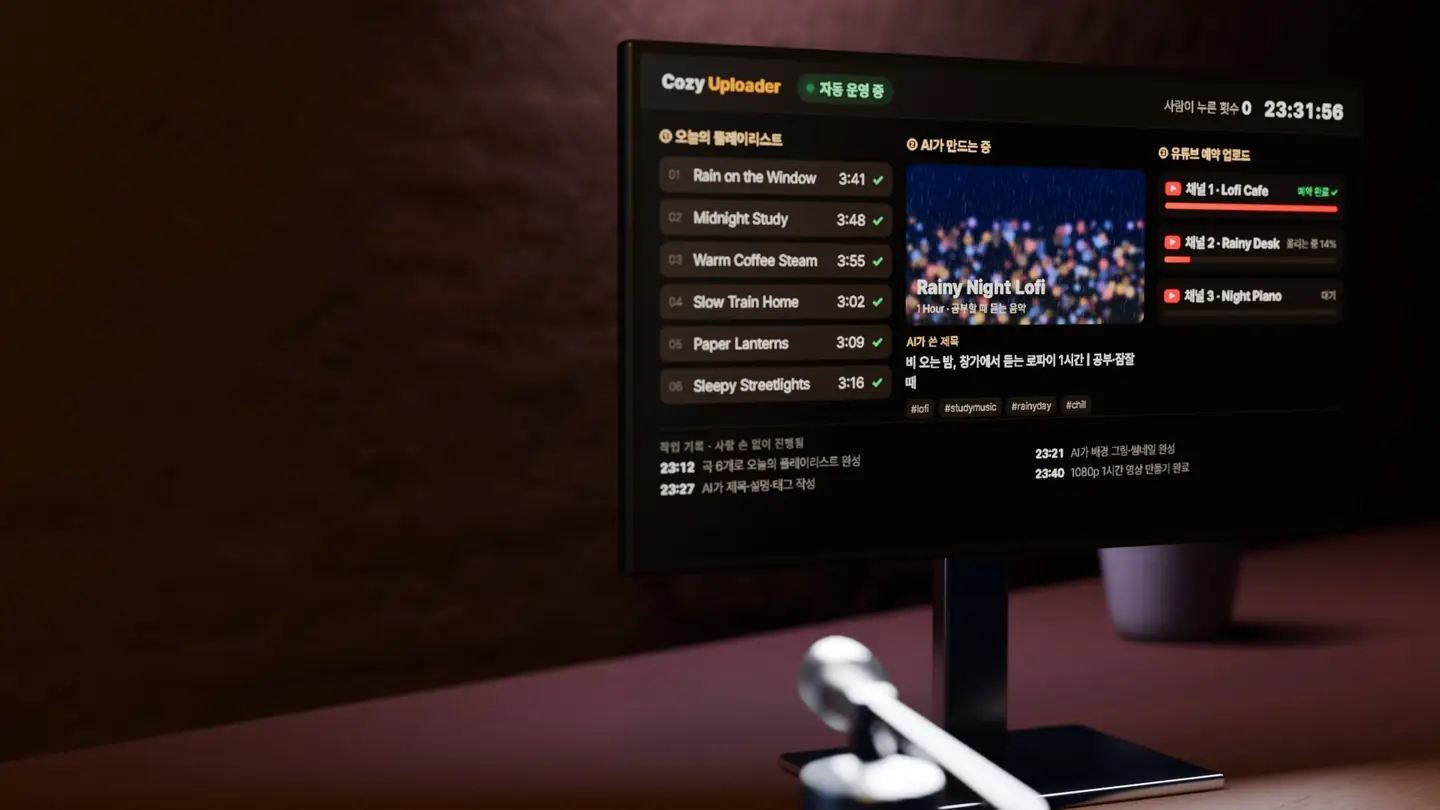 Cozy Uploader
자동 운영 중
사람이 누른 횟수 0
23:31:56
① 오늘의 플레이리스트
01 Rain on the Window 3:41 ✓
02 Midnight Study 3:48 ✓
03 Warm Coffee Steam 3:55 ✓
04 Slow Train Home 3:02 ✓
05 Paper Lanterns 3:09 ✓
06 Sleepy Streetlights 3:16 ✓
② AI가 만드는 중
Rainy Night Lofi
1 Hour · 공부할 때 듣는 음악
AI가 쓴 제목
비 오는 밤, 창가에서 듣는 로파이 1시간 | 공부·잠잘
때
#lofi #studymusic #rainyday #chill
③ 유튜브 예약 업로드
채널 1 · Lofi Cafe 예약 완료 ✓
채널 2 · Rainy Desk 올리는 중 14%
채널 3 · Night Piano 대기
작업 기록 · 사람 손 없이 진행됨
23:12 곡 6개로 오늘의 플레이리스트 완성
23:27 AI가 제목·설명·태그 작성
23:21 AI가 배경 그림·썸네일 완성
23:40 1080p 1시간 영상 만들기 완료